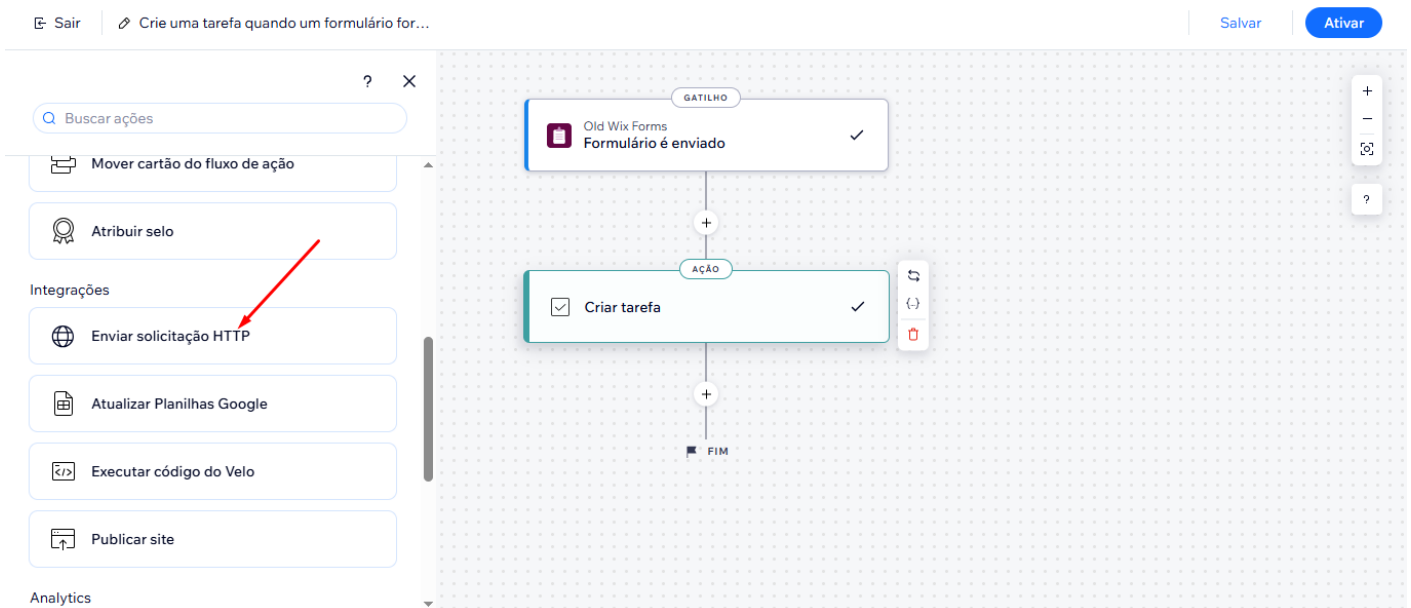 Sair
Crie uma tarefa quando um formulário for...
Salvar
Ativar
?
Buscar ações
Mover cartão do fluxo de ação
Atribuir selo
Integrações
Enviar solicitação HTTP
Atualizar Planilhas Google
Executar código do Velo
Publicar site
Analytics
GATILHO
Old Wix Forms
Formulário é enviado
+
AÇÃO
Criar tarefa
{-}
+
FIM
+
−
?